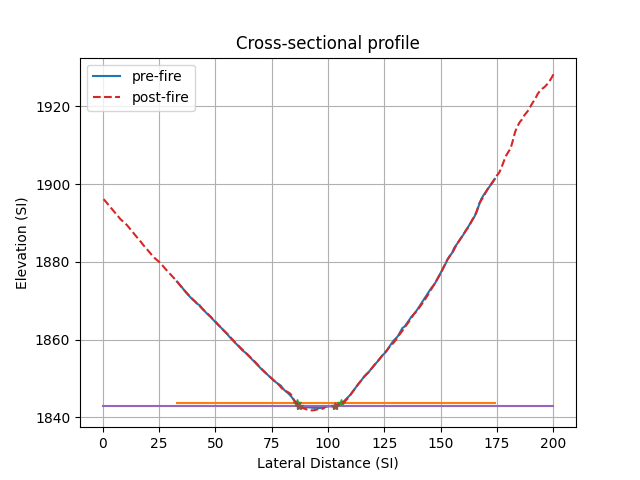 Cross-sectional profile
pre-fire
post-fire
1920
1900
1880
1860
1840
Elevation (SI)
0 25 50 75 100 125 150 175 200
Lateral Distance (SI)